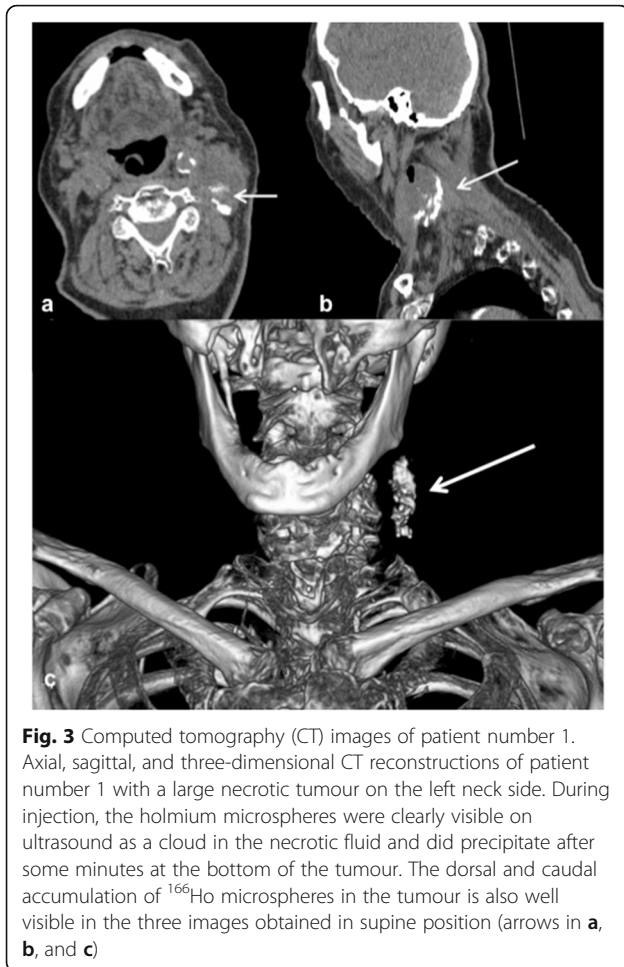 a
b
c
Fig. 3 Computed tomography (CT) images of patient number 1.
Axial, sagittal, and three-dimensional CT reconstructions of patient
number 1 with a large necrotic tumour on the left neck side. During
injection, the holmium microspheres were clearly visible on
ultrasound as a cloud in the necrotic fluid and did precipitate after
some minutes at the bottom of the tumour. The dorsal and caudal
accumulation of ¹⁶⁶Ho microspheres in the tumour is also well
visible in the three images obtained in supine position (arrows in a,
b, and c)